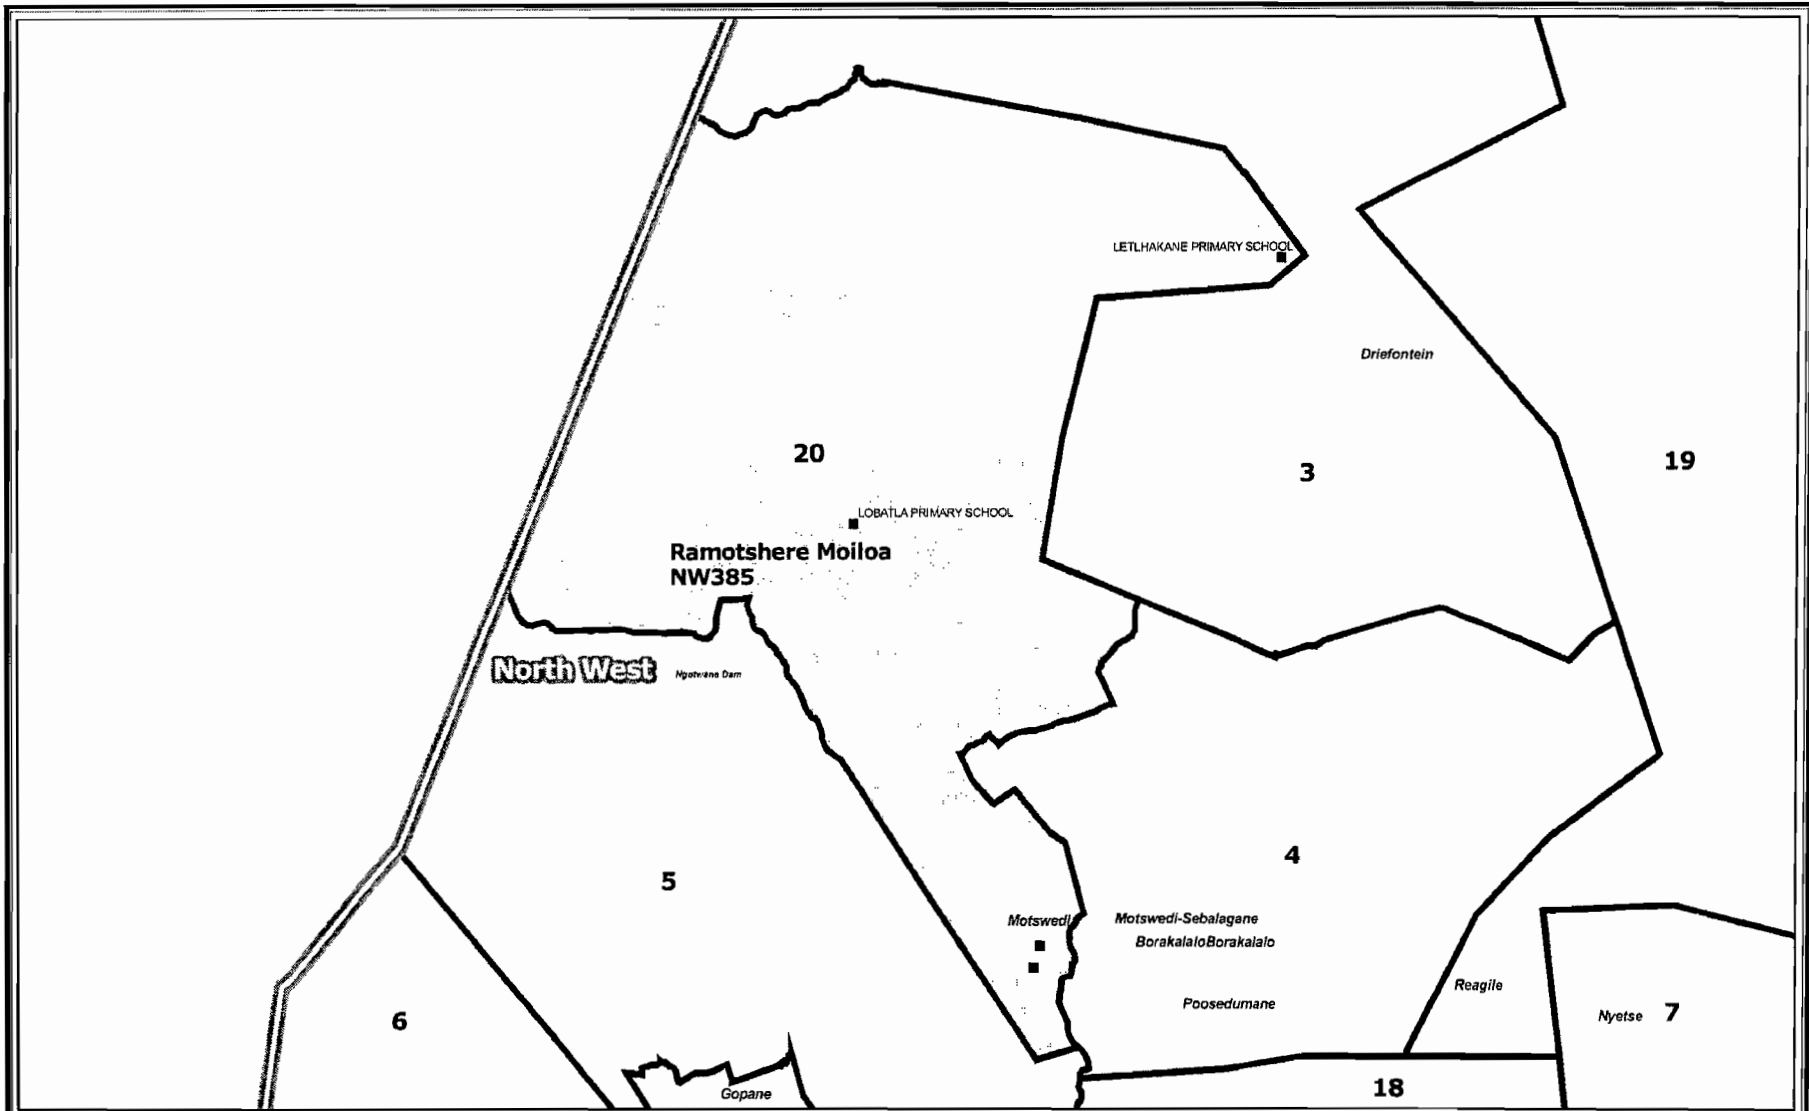 LETLHAKANE PRIMARY SCHOOL
Driefontein
20
3
19
LOBATLA PRIMARY SCHOOL
Ramotshere Moiloa
NW385
North West
Ngotwane Dam
5
4
Motswedi
Motswedi-Sebalagane
BorakalaloBorakalalo
Reagile
Poosedumane
6
Nyetse
7
18
Gopane